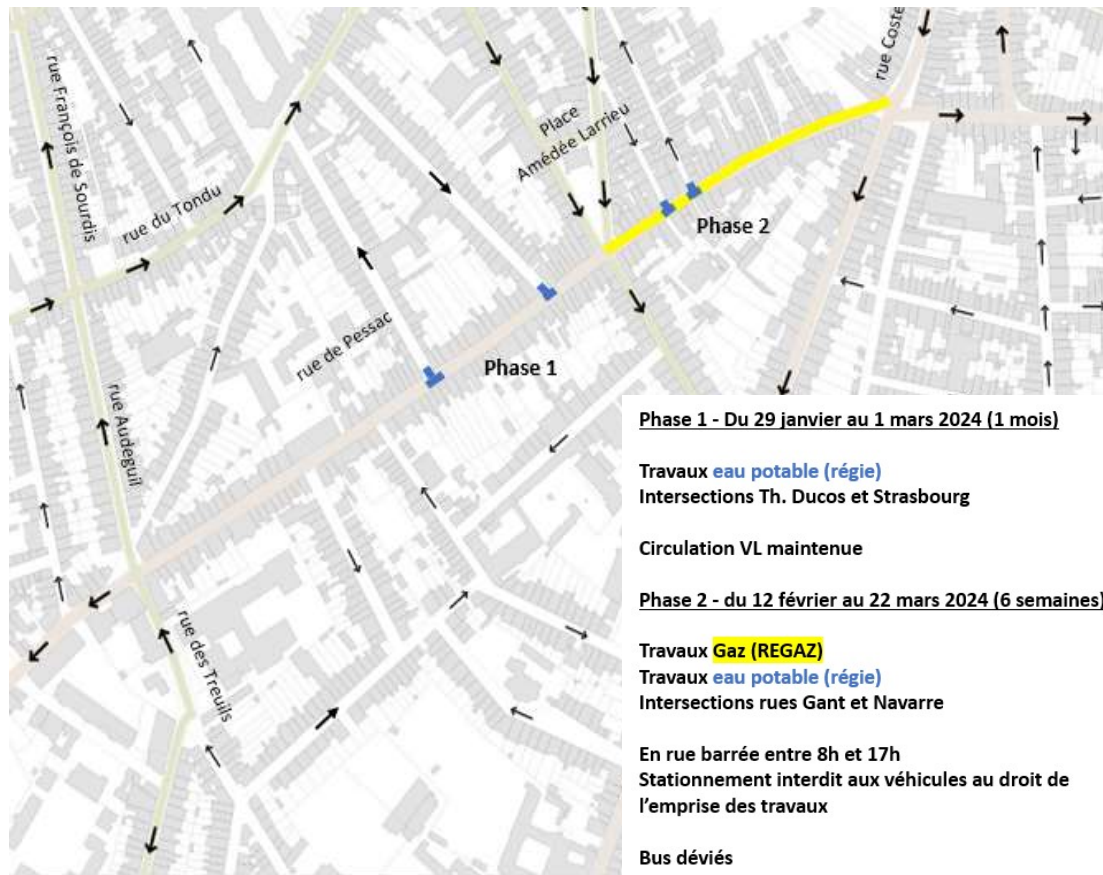 rue François de Sourdis
rue du Tondu
Place
Amédée Larrieu
rue Coste
Phase 2
rue de Pessac
Phase 1
rue Audeguil
rue des Treuils
Phase 1 - Du 29 janvier au 1 mars 2024 (1 mois)
Travaux eau potable (régie)
Intersections Th. Ducos et Strasbourg
Circulation VL maintenue
Phase 2 - du 12 février au 22 mars 2024 (6 semaines)
Travaux Gaz (REGAZ)
Travaux eau potable (régie)
Intersections rues Gant et Navarre
En rue barrée entre 8h et 17h
Stationnement interdit aux véhicules au droit de
l’emprise des travaux
Bus déviés